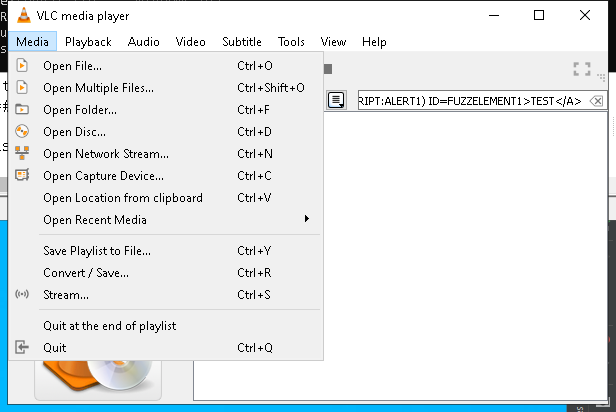 VLC media player
Media Playback Audio Video Subtitle Tools View Help
Open File... Ctrl+O
Open Multiple Files... Ctrl+Shift+O
Open Folder... Ctrl+F
Open Disc... Ctrl+D
Open Network Stream... Ctrl+N
Open Capture Device... Ctrl+C
Open Location from clipboard Ctrl+V
Open Recent Media
Save Playlist to File... Ctrl+Y
Convert / Save... Ctrl+R
Stream... Ctrl+S
Quit at the end of playlist
Quit Ctrl+Q
RIPT:ALERT1) ID=FUZZELEMENT1>TEST</A>